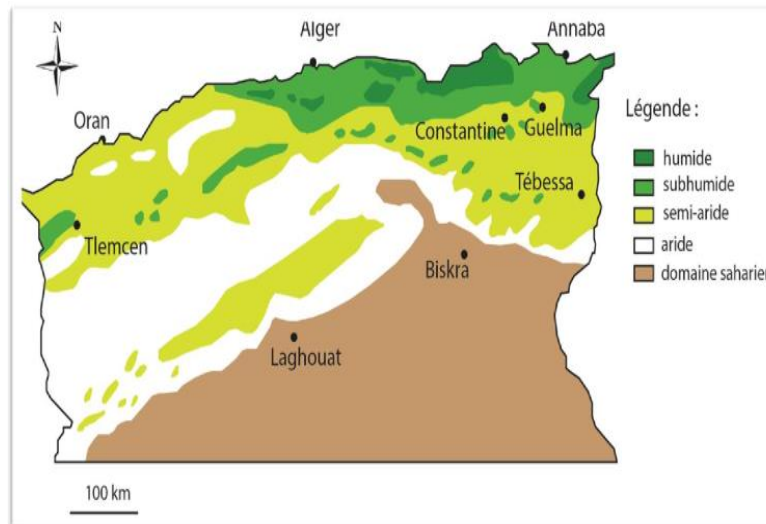 N
Alger
Annaba
Oran
Légende :
Constantine
Guelma
humide
subhumide
Tébessa
semi-aride
Tlemcen
aride
Biskra
domaine saharien
Laghouat
100 km